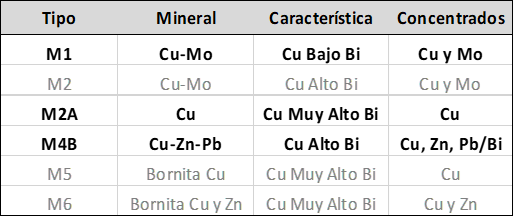 Tipo Mineral Característica Concentrados
M1 Cu-Mo Cu Bajo Bi Cu y Mo
M2 Cu-Mo Cu Alto Bi Cu y Mo
M2A Cu Cu Muy Alto Bi Cu
M4B Cu-Zn-Pb Cu Alto Bi Cu, Zn, Pb/Bi
M5 Bornita Cu Cu Muy Alto Bi Cu
M6 Bornita Cu y Zn Cu Muy Alto Bi Cu y Zn